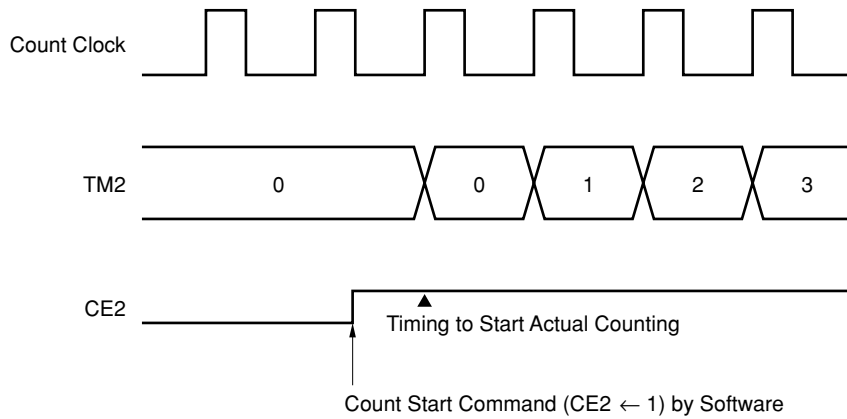 Count Clock
TM2
0
0
1
2
3
CE2
Timing to Start Actual Counting
Count Start Command (CE2 ← 1) by Software